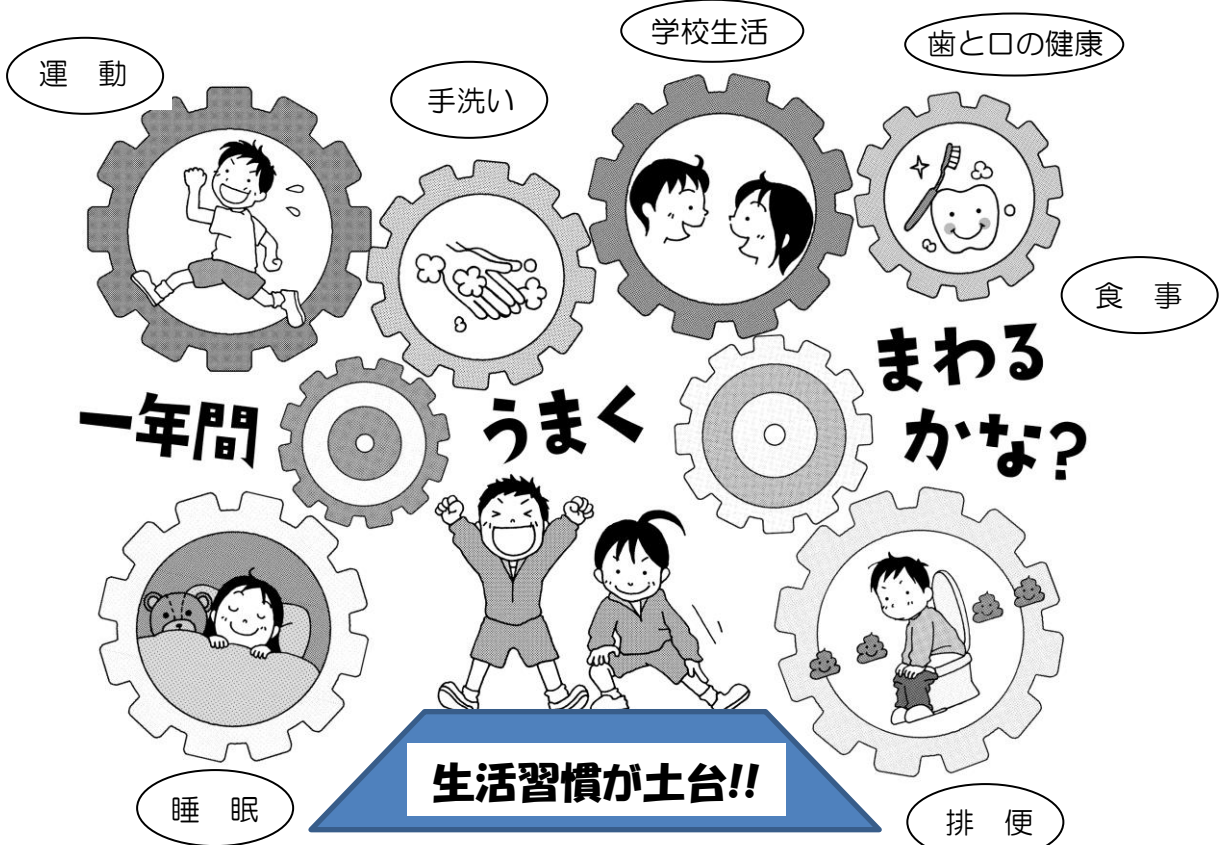 学校生活
歯と口の健康
運 動
手洗い
食 事
一年間
うまく
まわる
かな?
生活習慣が土台!!
睡 眠
排 便